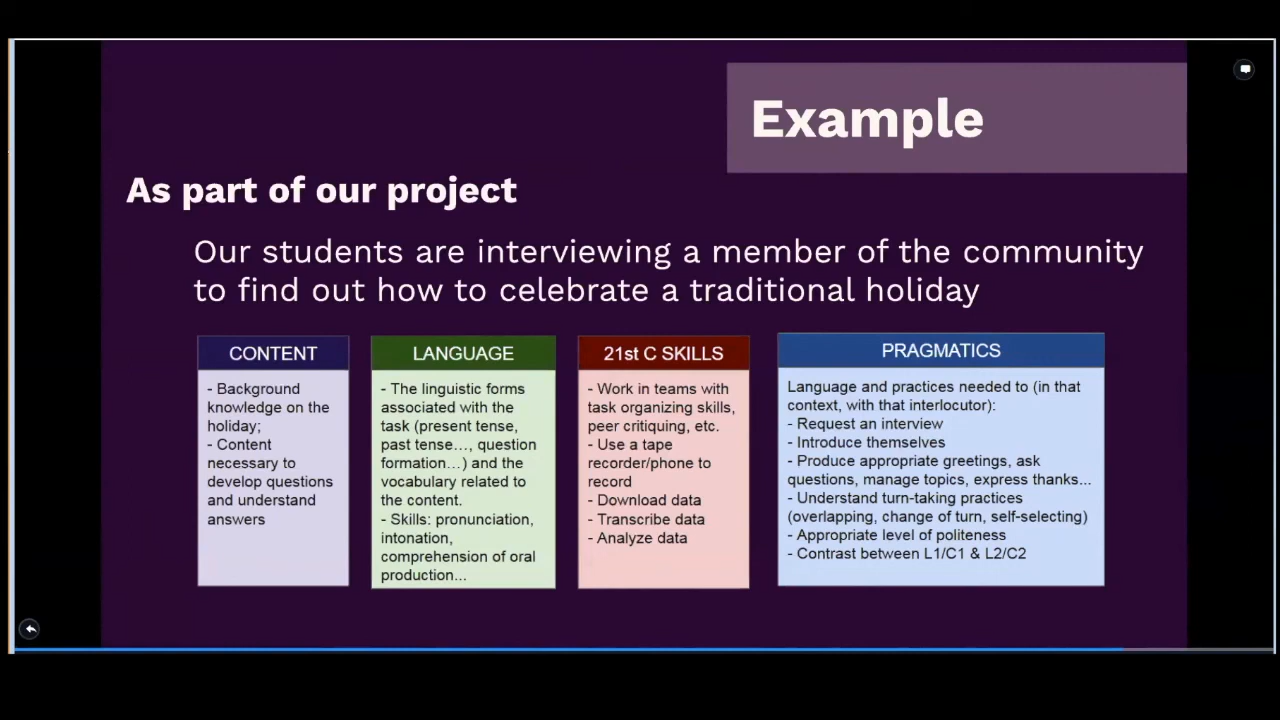 Example
As part of our project
Our students are interviewing a member of the community
to find out how to celebrate a traditional holiday
CONTENT
- Background
knowledge on the
holiday;
- Content
necessary to
develop questions
and understand
answers
LANGUAGE
- The linguistic forms
associated with the
task (present tense,
past tense..., question
formation...) and the
vocabulary related to
the content.
- Skills: pronunciation,
intonation,
comprehension of oral
production...
21st C SKILLS
- Work in teams with
task organizing skills,
peer critiquing, etc.
- Use a tape
recorder/phone to
record
- Download data
- Transcribe data
- Analyze data
PRAGMATICS
Language and practices needed to (in that
context, with that interlocutor):
- Request an interview
- Introduce themselves
- Produce appropriate greetings, ask
questions, manage topics, express thanks...
- Understand turn-taking practices
(overlapping, change of turn, self-selecting)
- Appropriate level of politeness
- Contrast between L1/C1 & L2/C2